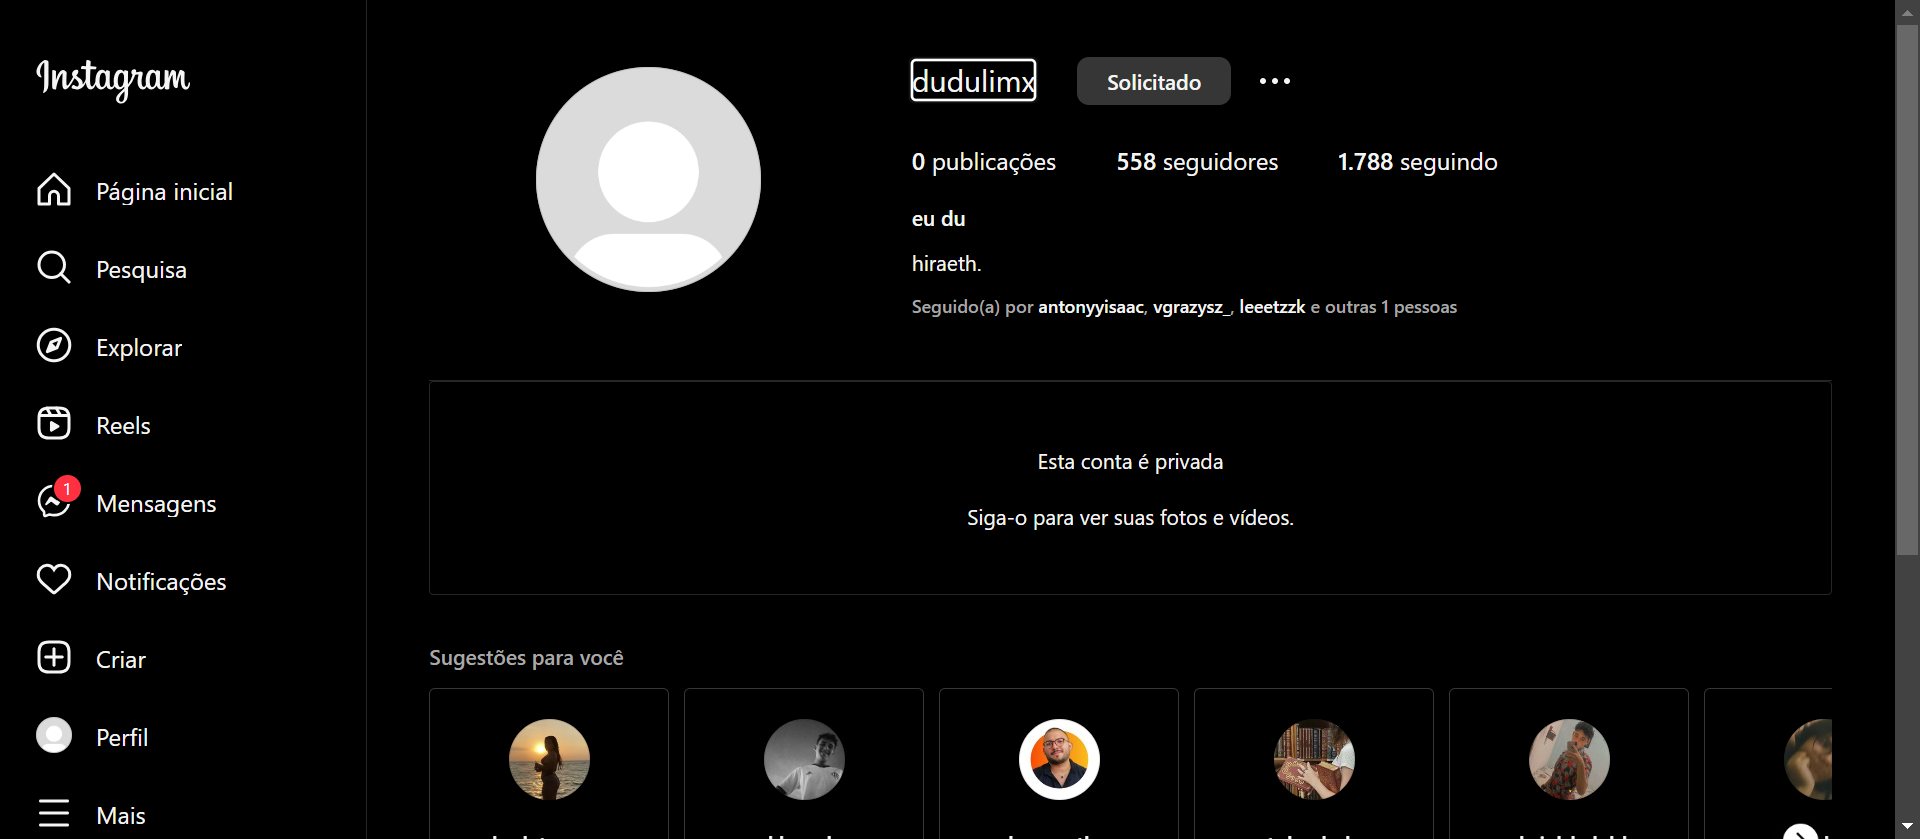 Instagram
Página inicial
Pesquisa
Explorar
Reels
1
Mensagens
Notificações
Criar
Perfil
Mais
dudulimx
Solicitado
0 publicações 558 seguidores 1.788 seguindo
eu du
hiraeth.
Seguido(a) por antonyyisaac, vgrazysz_, leeetzzk e outras 1 pessoas
Esta conta é privada
Siga-o para ver suas fotos e vídeos.
Sugestões para você